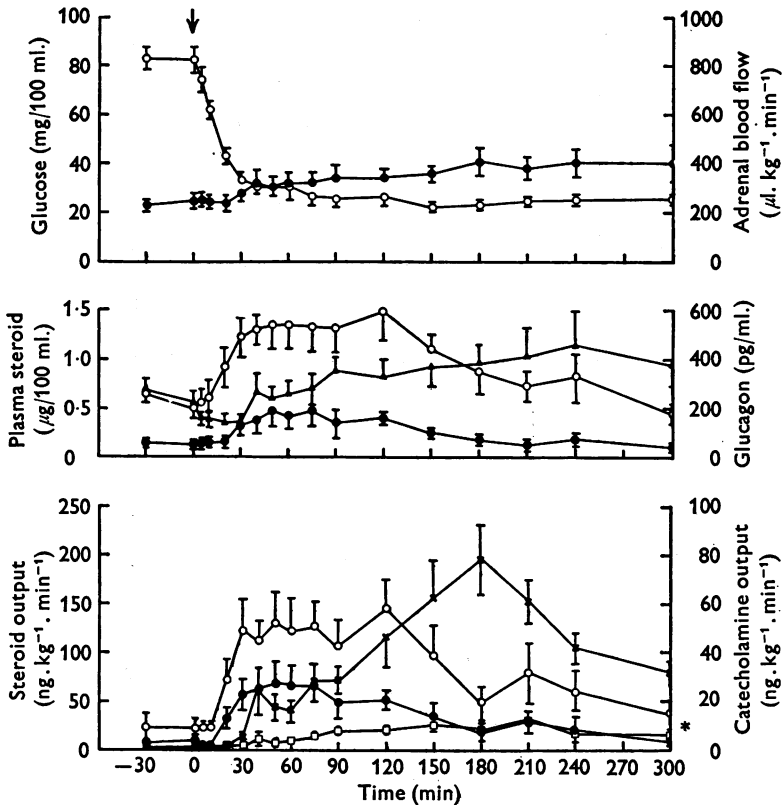 100
80
60
40
20
0
Glucose (mg/100 ml.)
1000
800
600
400
200
0
Adrenal blood flow
(μl. kg⁻¹. min⁻¹)
1·5
1·0
0·5
0
Plasma steroid
(μg/100 ml.)
600
400
200
0
Glucagon (pg/ml.)
250
200
150
100
50
0
Steroid output
(ng. kg⁻¹. min⁻¹)
100
80
60
40
20
0
*
Catecholamine output
(ng. kg⁻¹. min⁻¹)
−30 0 30 60 90 120 150 180 210 240 300
Time (min)